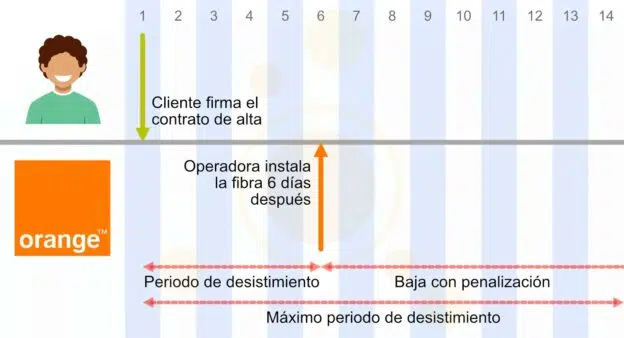 1 2 3 4 5 6 7 8 9 10 11 12 13 14
Cliente firma el
contrato de alta
Operadora instala
la fibra 6 días
después
orange™
Periodo de desistimiento
Baja con penalización
Máximo periodo de desistimiento